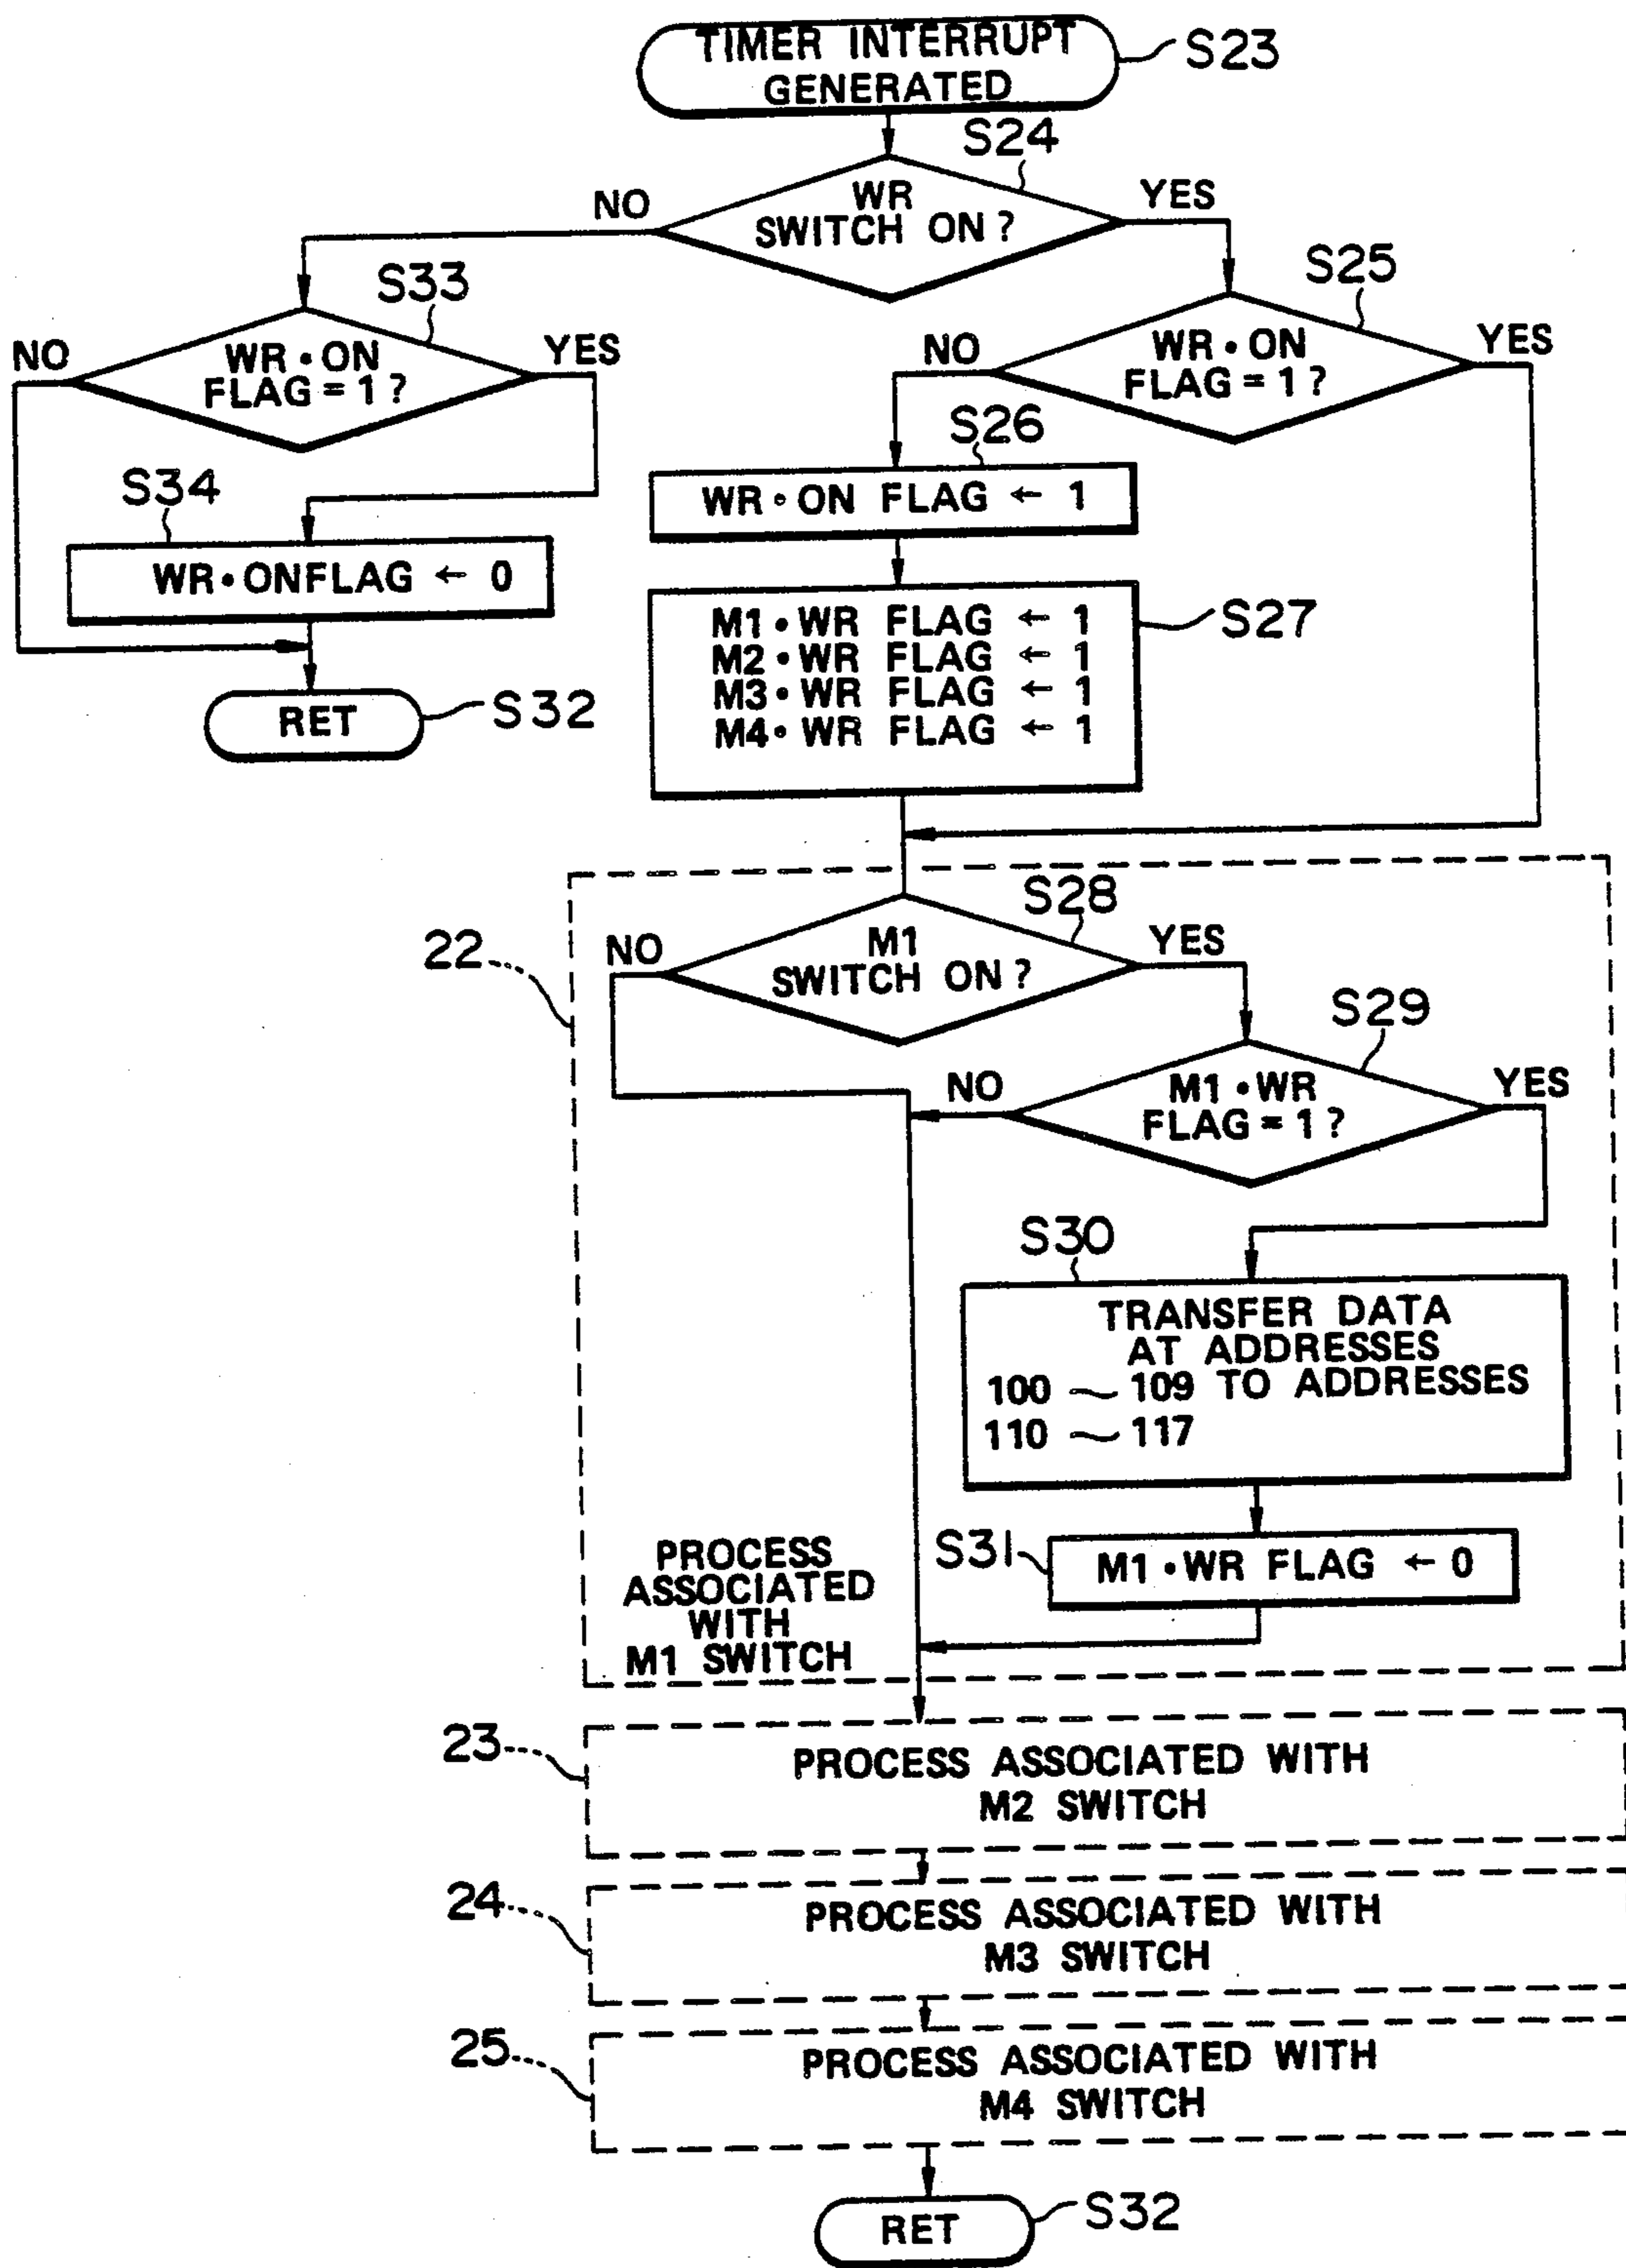 TIMER INTERRUPT
GENERATED
S23
S24
WR
SWITCH ON?
NO
YES
S33
WR•ON
FLAG = 1?
NO
YES
S25
WR•ON
FLAG = 1?
NO
YES
S34
WR•ONFLAG ← 0
RET
S32
S26
WR•ON FLAG ← 1
M1•WR FLAG ← 1
M2•WR FLAG ← 1
M3•WR FLAG ← 1
M4•WR FLAG ← 1
S27
22
S28
M1
SWITCH ON?
NO
YES
S29
M1•WR
FLAG = 1?
NO
YES
S30
TRANSFER DATA
AT ADDRESSES
100 ~ 109 TO ADDRESSES
110 ~ 117
S31
M1•WR FLAG ← 0
PROCESS
ASSOCIATED
WITH
M1 SWITCH
23
PROCESS ASSOCIATED WITH
M2 SWITCH
24
PROCESS ASSOCIATED WITH
M3 SWITCH
25
PROCESS ASSOCIATED WITH
M4 SWITCH
RET
S32